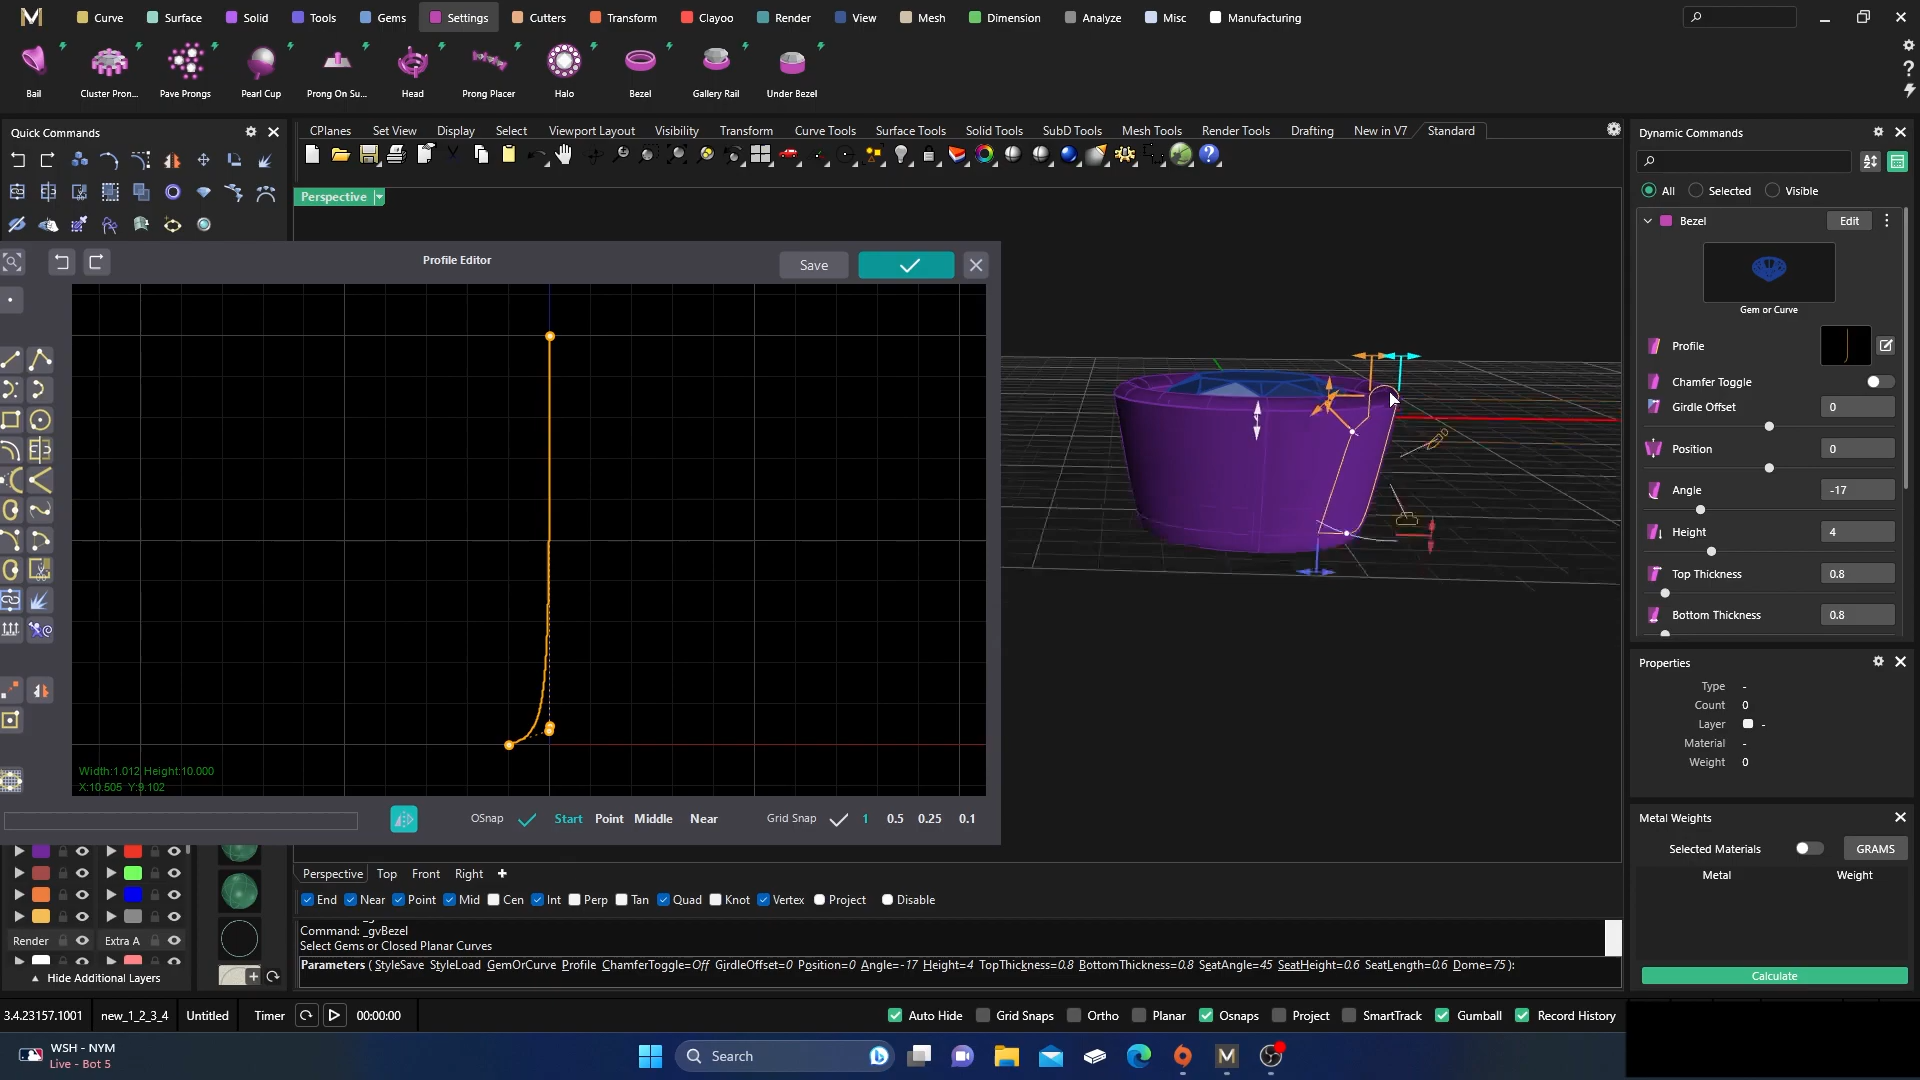 Curve Surface Solid Tools Gems Settings Cutters Transform Clayoo Render View Mesh Dimension Analyze Misc Manufacturing
Bail Cluster Pron... Pave Prongs Pearl Cup Prong On Su... Head Prong Placer Halo Bezel Gallery Rail Under Bezel
Quick Commands
CPlanes Set View Display Select Viewport Layout Visibility Transform Curve Tools Surface Tools Solid Tools SubD Tools Mesh Tools Render Tools Drafting New in V7 Standard
Perspective
Profile Editor
Save
Width:1.012 Height:10.000
X:10.505 Y:9.102
OSnap Start Point Middle Near Grid Snap 1 0.5 0.25 0.1
Render Extra A
Hide Additional Layers
Perspective Top Front Right
End Near Point Mid Cen Int Perp Tan Quad Knot Vertex Project Disable
Command: _gvBezel
Select Gems or Closed Planar Curves
Parameters ( StyleSave StyleLoad GemOrCurve Profile ChamferToggle=Off GirdleOffset=0 Position=0 Angle=-17 Height=4 TopThickness=0.8 BottomThickness=0.8 SeatAngle=45 SeatHeight=0.6 SeatLength=0.6 Dome=75 ):
Dynamic Commands
All Selected Visible
Bezel Edit
Gem or Curve
Profile
Chamfer Toggle
Girdle Offset 0
Position 0
Angle -17
Height 4
Top Thickness 0.8
Bottom Thickness 0.8
Properties
Type -
Count 0
Layer -
Material -
Weight 0
Metal Weights
Selected Materials GRAMS
Metal Weight
Calculate
3.4.23157.1001 new_1_2_3_4 Untitled Timer 00:00:00 Auto Hide Grid Snaps Ortho Planar Osnaps Project SmartTrack Gumball Record History
WSH - NYM
Live - Bot 5
Search